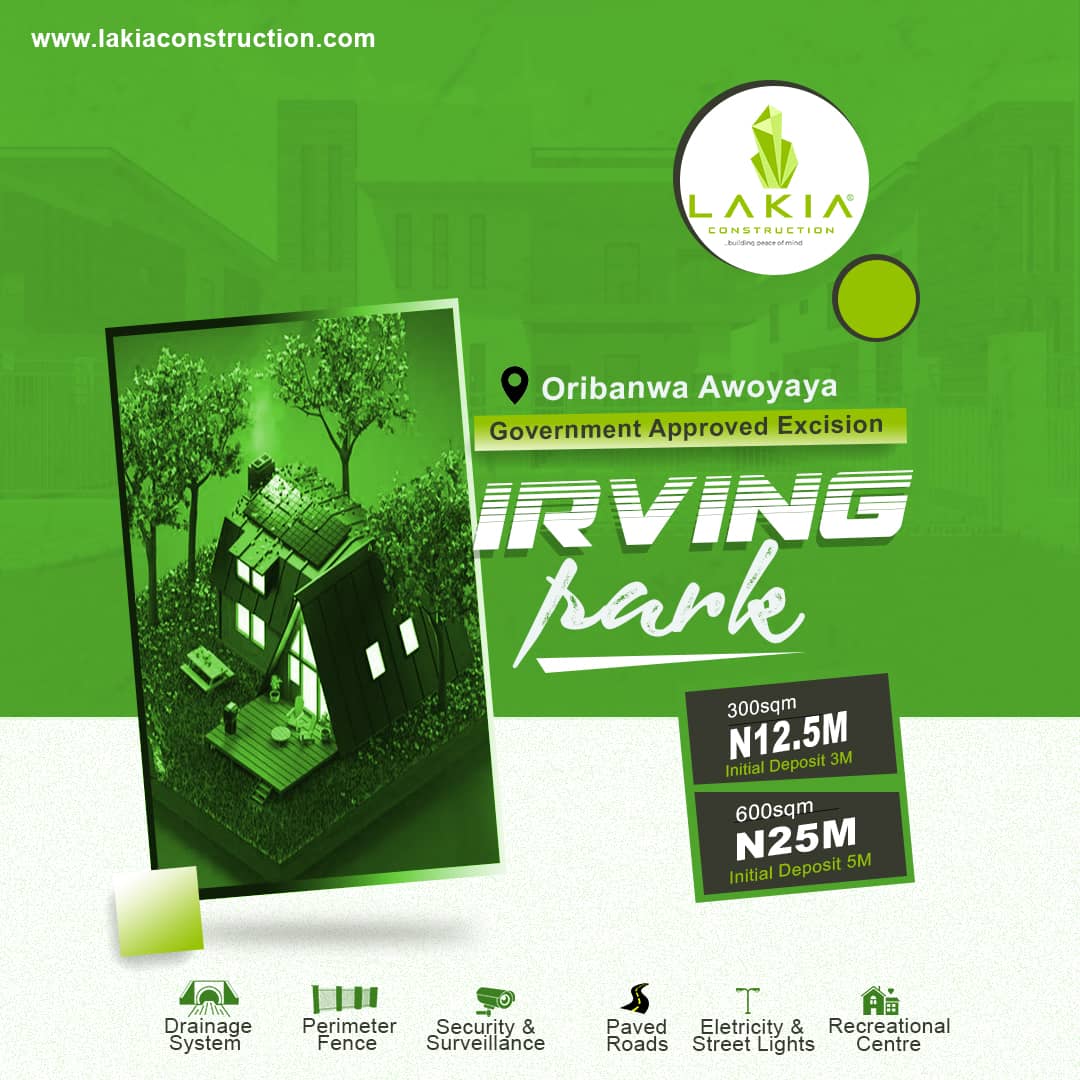 www.lakiaconstruction.com
LAKIA®
CONSTRUCTION
...building peace of mind
Oribanwa Awoyaya
Government Approved Excision
IRVING
park
300sqm
N12.5M
Initial Deposit 3M
600sqm
N25M
Initial Deposit 5M
Drainage
System
Perimeter
Fence
Security &
Surveillance
Paved
Roads
Eletricity &
Street Lights
Recreational
Centre